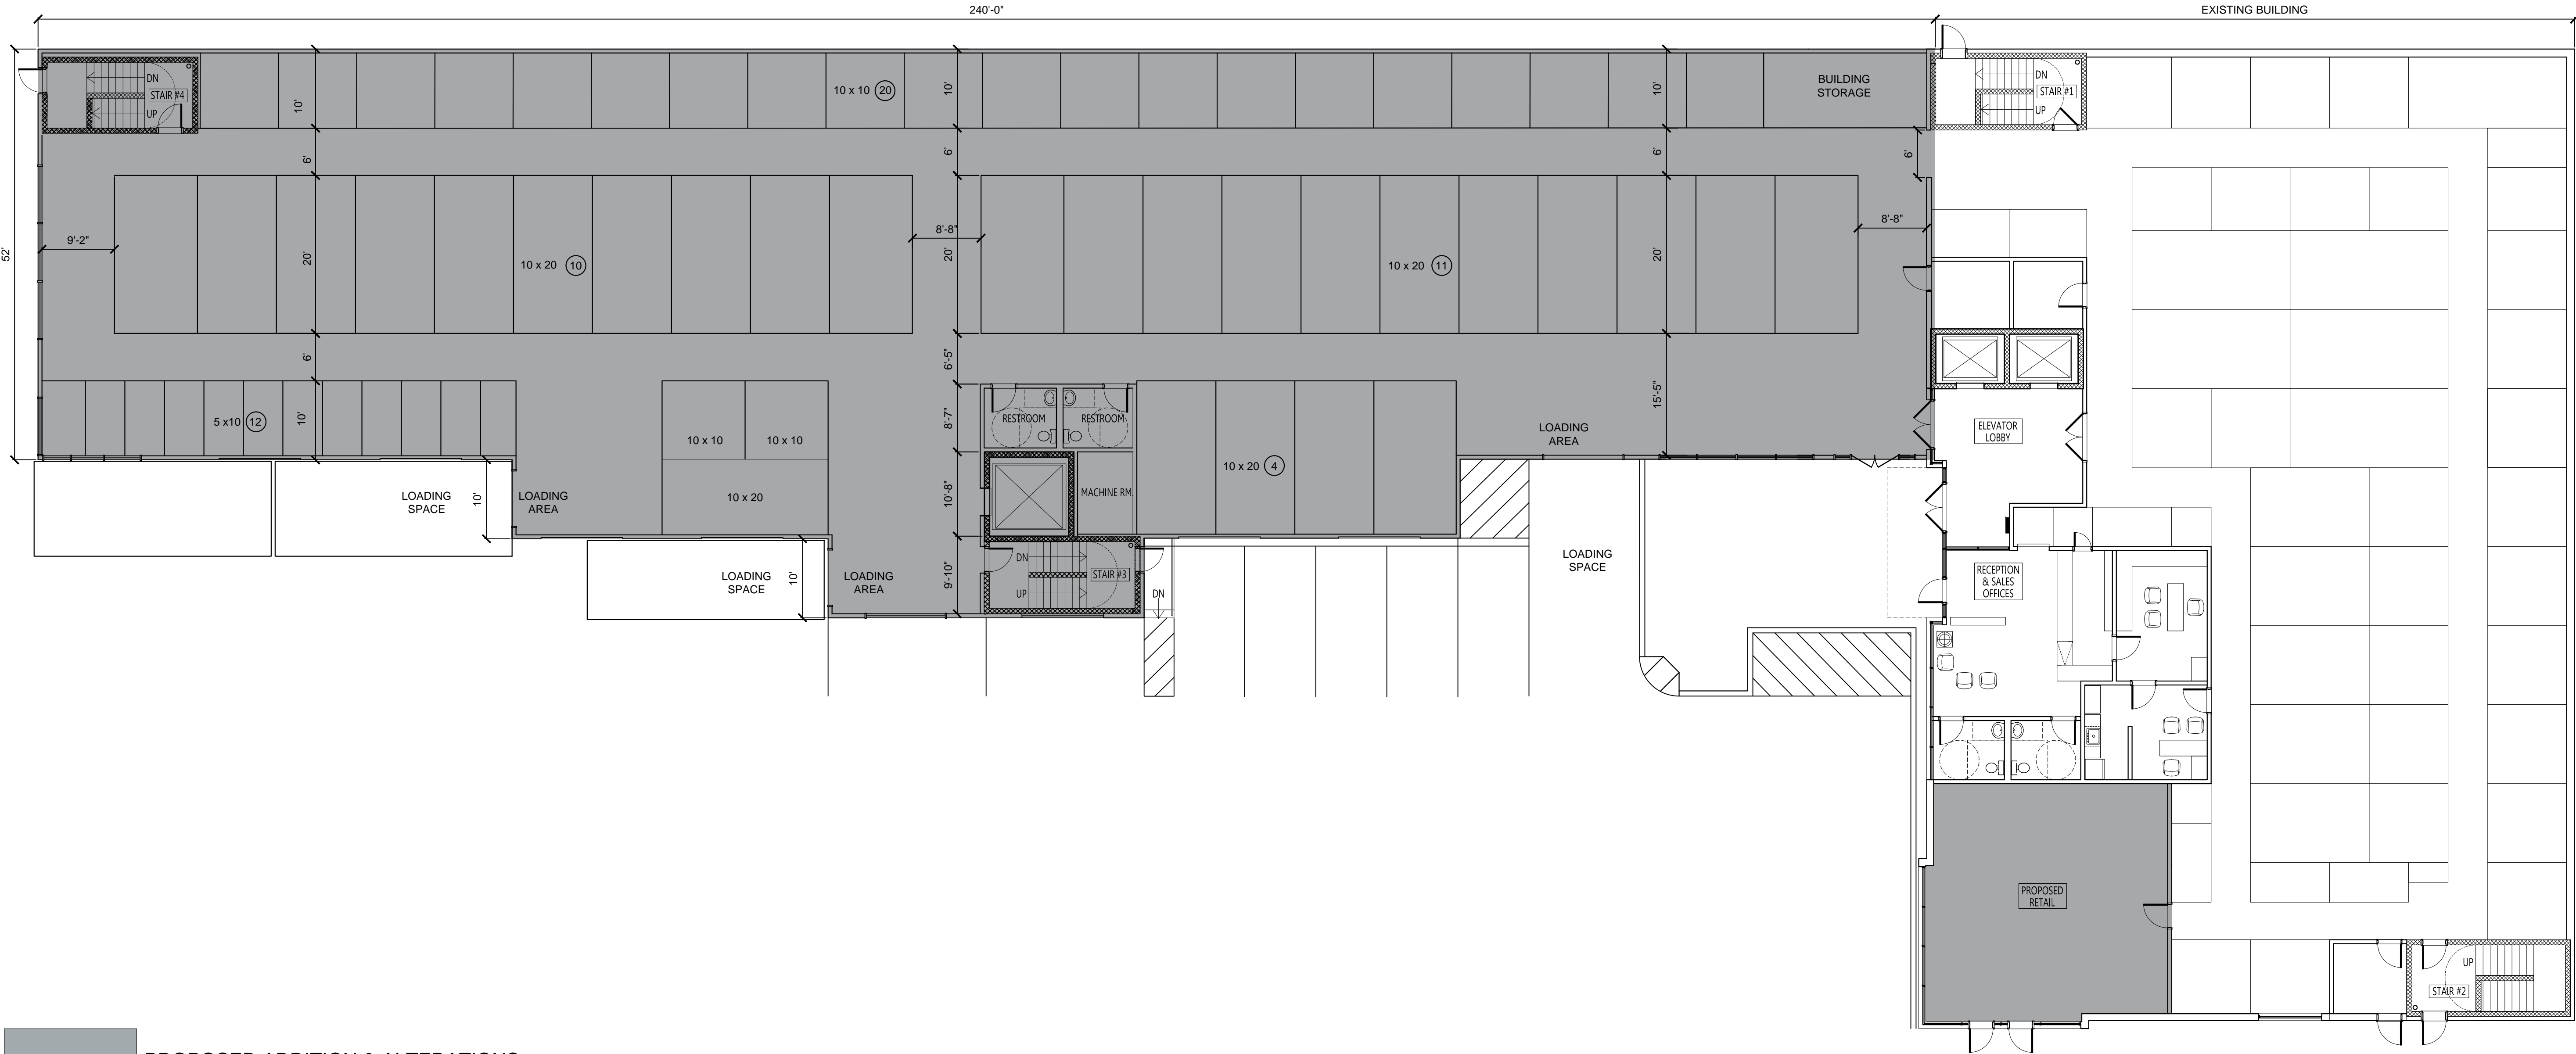 240'-0"
EXISTING BUILDING
DN
STAIR #4
UP
10'
10 x 10 20
10'
10'
BUILDING
STORAGE
DN
STAIR #1
UP
52'
6'
6'
6'
6'
9'-2"
20'
10 x 20 10
8'-8"
20'
10 x 20 11
20'
8'-8"
6'
6'-5"
15'-5"
5 x10 12
10'
10 x 10
10 x 10
RESTROOM
RESTROOM
8'-7"
LOADING
AREA
ELEVATOR
LOBBY
10 x 20 4
LOADING
SPACE
10'
LOADING
AREA
10 x 20
10'-8"
MACHINE RM.
LOADING
SPACE
LOADING
SPACE
10'
LOADING
AREA
9'-10"
DN
STAIR #3
UP
DN
RECEPTION
& SALES
OFFICES
PROPOSED
RETAIL
UP
STAIR #2
PROPOSED ADDITION & ALTERATIONS